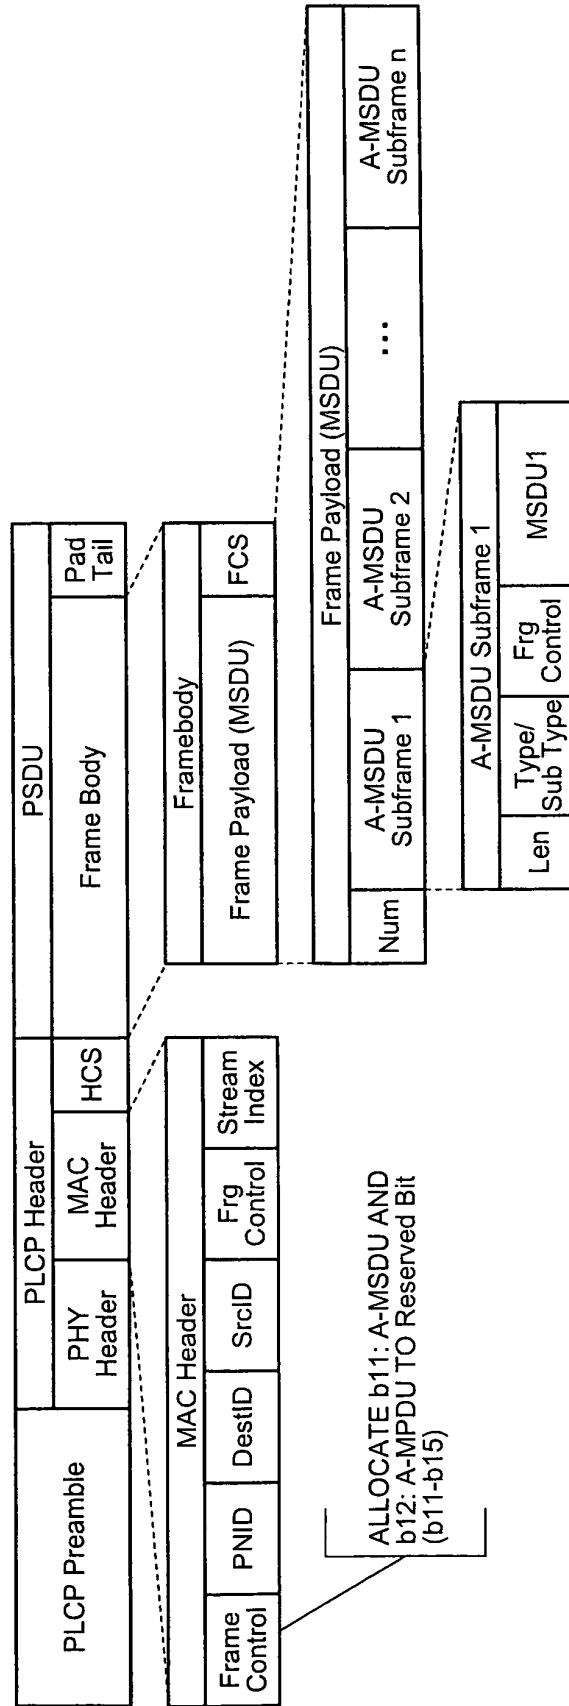 PLCP Preamble
PLCP Header
PHY
Header
MAC
Header
HCS
PSDU
Frame Body
Pad
Tail
MAC Header
Frame
Control
PNID
DestID
SrcID
Frg
Control
Stream
Index
ALLOCATE b11: A-MSDU AND
b12: A-MPDU TO Reserved Bit
(b11-b15)
Framebody
Frame Payload (MSDU)
FCS
Frame Payload (MSDU)
Num
A-MSDU
Subframe 1
A-MSDU
Subframe 2
...
A-MSDU
Subframe n
A-MSDU Subframe 1
Len
Type/
Sub Type
Frg
Control
MSDU1